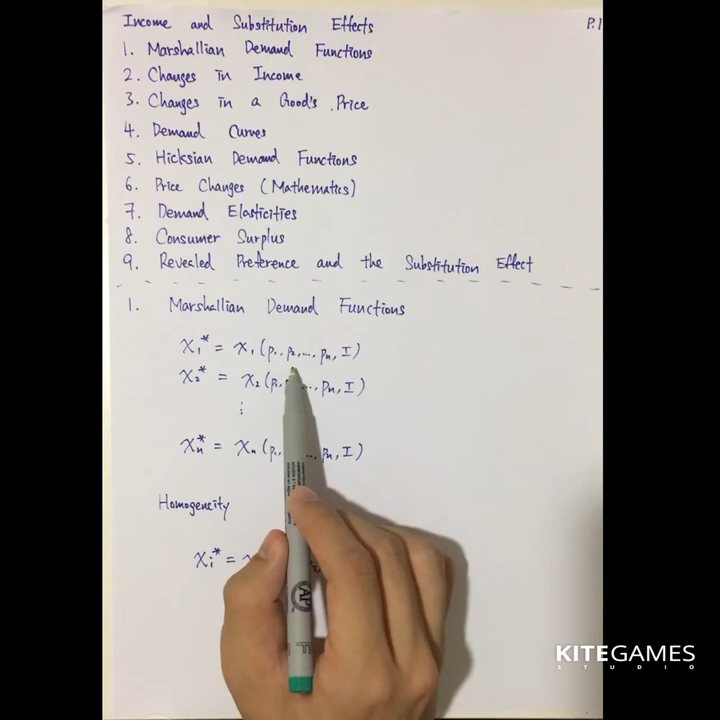 Income and Substitution Effects
P.1
1. Marshallian Demand Functions
2. Changes in Income
3. Changes in a Good's Price
4. Demand Curves
5. Hicksian Demand Functions
6. Price Changes (Mathematics)
7. Demand Elasticities
8. Consumer Surplus
9. Revealed Preference and the Substitution Effect
1. Marshallian Demand Functions
x₁* = x₁(p₁, p₂, ..., pₙ, I)
x₂* = x₂(p₁, ... , pₙ, I)
⋮
xₙ* = xₙ(p₁, ... , pₙ, I)
Homogeneity
xᵢ* =
KITEGAMES
STUDIO